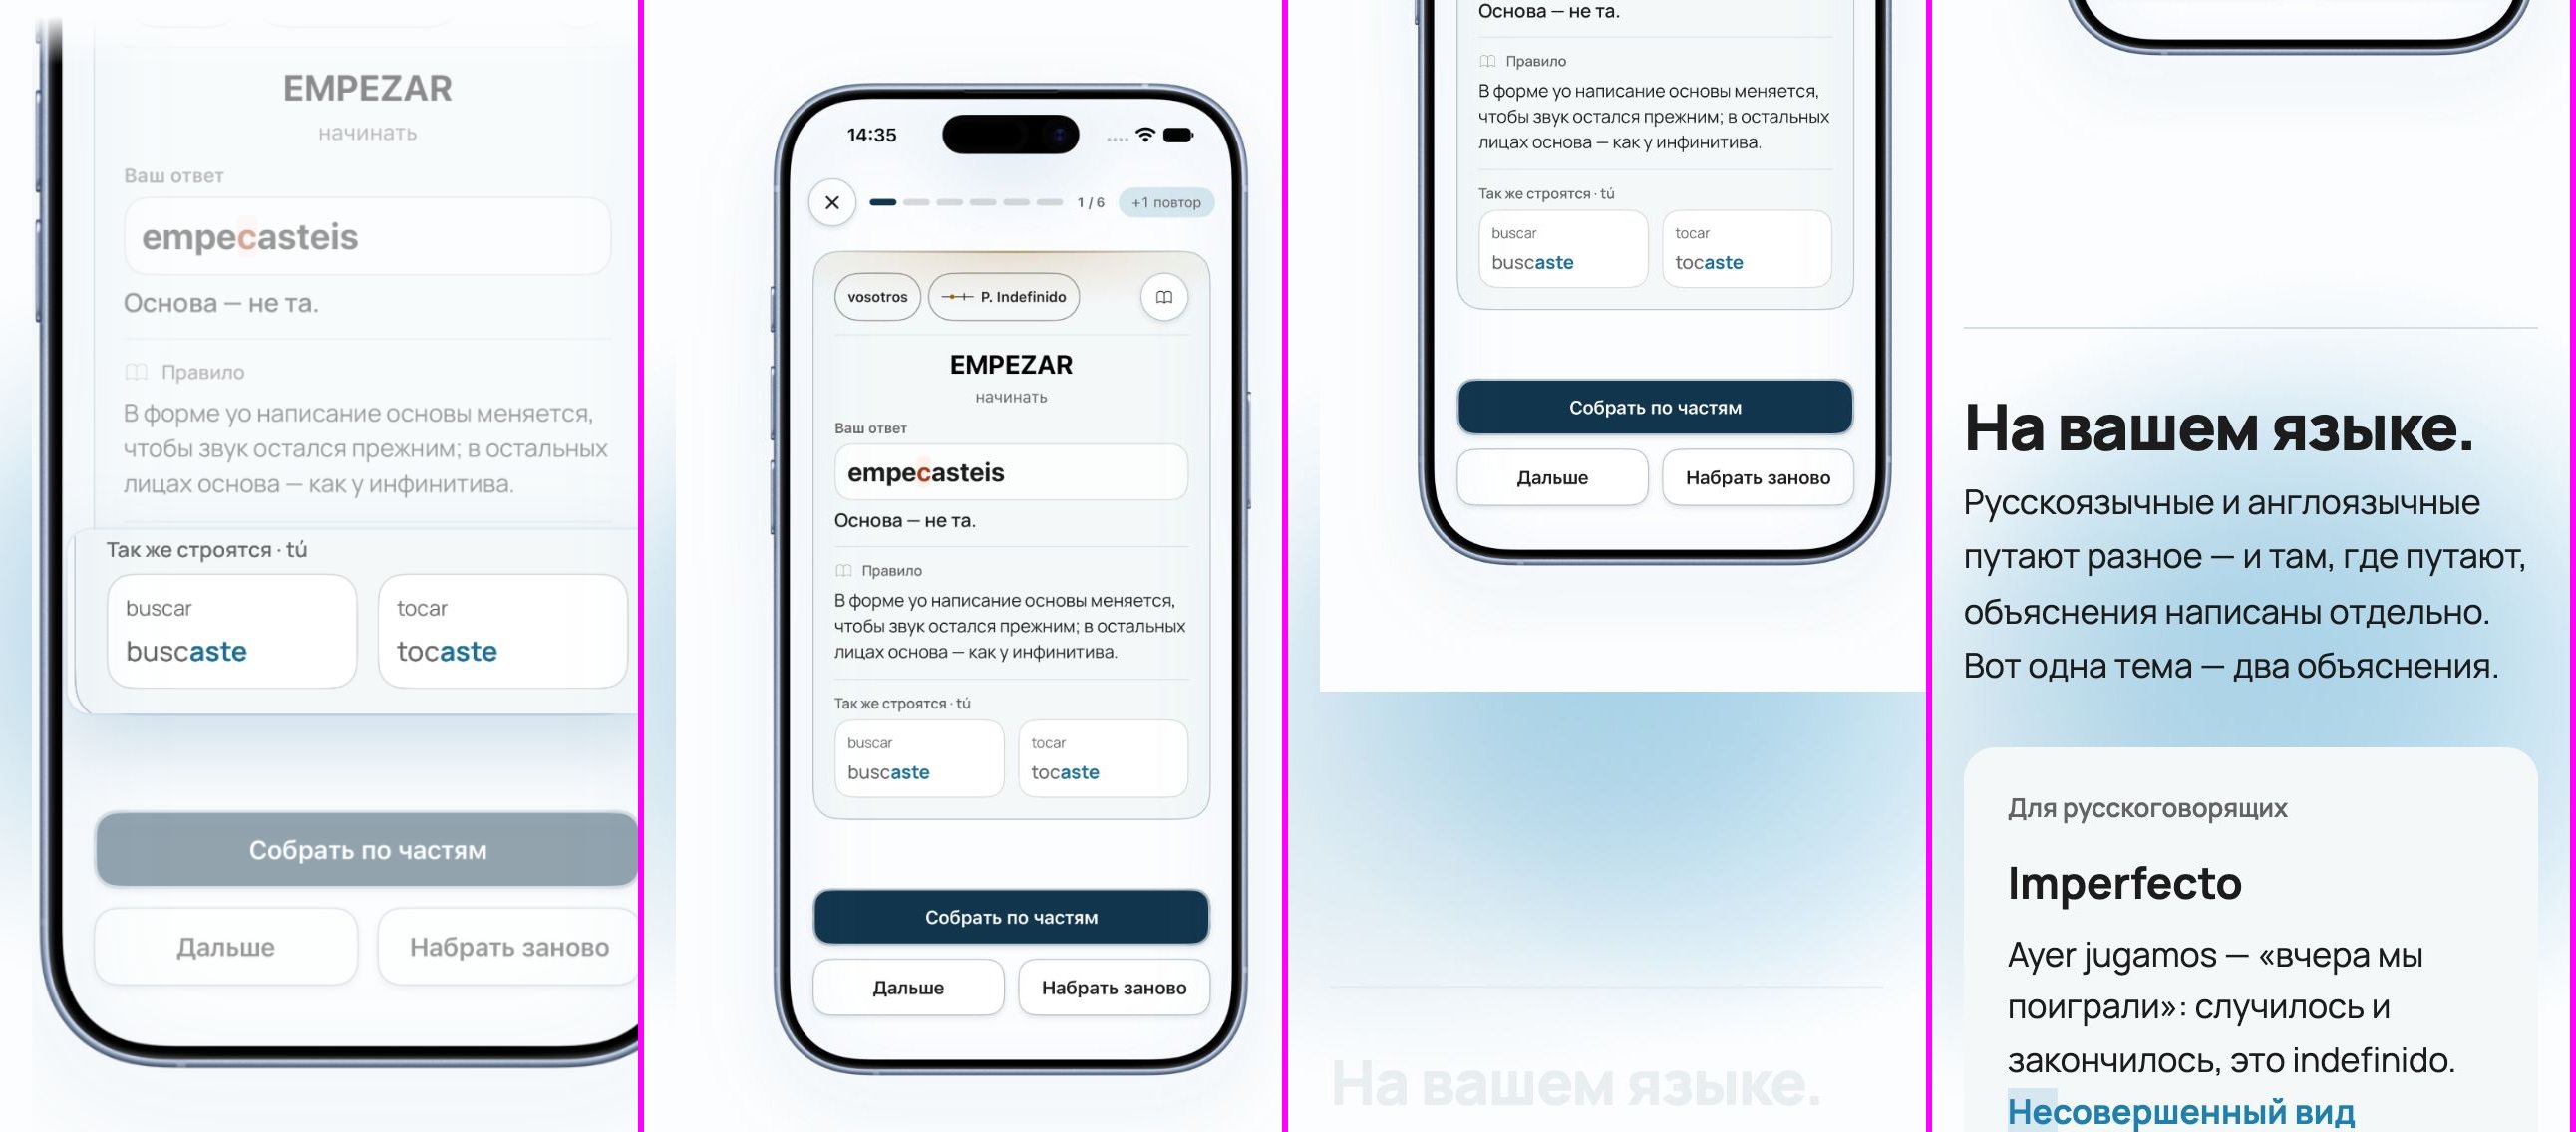 EMPEZAR
начинать
Ваш ответ
empecasteis
Основа — не та.
Правило
В форме yo написание основы меняется,
чтобы звук остался прежним; в остальных
лицах основа — как у инфинитива.
Так же строятся · tú
buscar
buscaste
tocar
tocaste
Собрать по частям
Дальше
Набрать заново
14:35
1 / 6
+1 повтор
vosotros
P. Indefinido
EMPEZAR
начинать
Ваш ответ
empecasteis
Основа — не та.
Правило
В форме yo написание основы меняется,
чтобы звук остался прежним; в остальных
лицах основа — как у инфинитива.
Так же строятся · tú
buscar
buscaste
tocar
tocaste
Собрать по частям
Дальше
Набрать заново
Основа — не та.
Правило
В форме yo написание основы меняется,
чтобы звук остался прежним; в остальных
лицах основа — как у инфинитива.
Так же строятся · tú
buscar
buscaste
tocar
tocaste
Собрать по частям
Дальше
Набрать заново
На вашем языке.
На вашем языке.
Русскоязычные и англоязычные
путают разное — и там, где путают,
объяснения написаны отдельно.
Вот одна тема — два объяснения.
Для русскоговорящих
Imperfecto
Ayer jugamos — «вчера мы
поиграли»: случилось и
закончилось, это indefinido.
Несовершенный вид